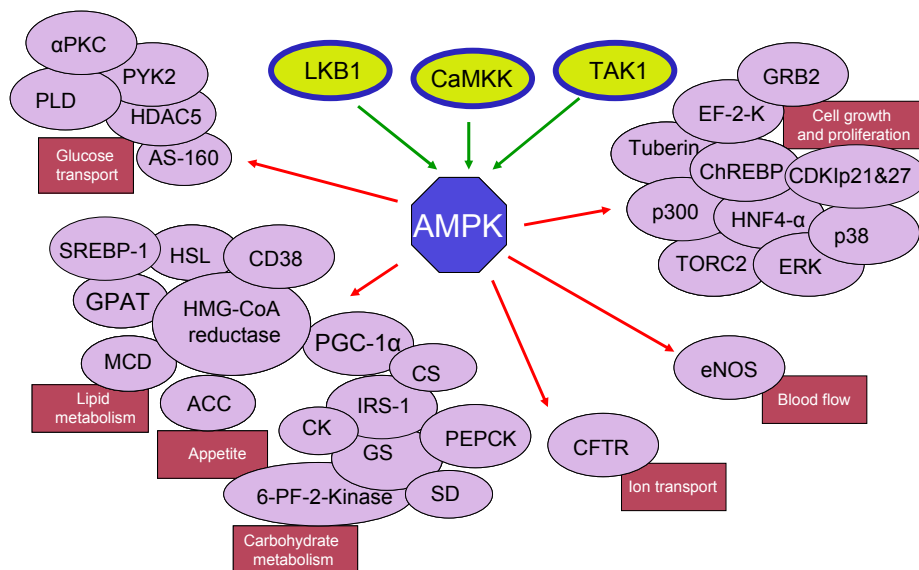 αPKC
PYK2
PLD
HDAC5
AS-160
Glucose
transport
LKB1
CaMKK
TAK1
GRB2
EF-2-K
Cell growth
and proliferation
Tuberin
ChREBP
CDKIp21&27
p300
HNF4-α
p38
TORC2
ERK
AMPK
SREBP-1
HSL
CD38
GPAT
HMG-CoA
reductase
MCD
PGC-1α
Lipid
metabolism
ACC
Appetite
CS
IRS-1
CK
PEPCK
GS
6-PF-2-Kinase
SD
Carbohydrate
metabolism
CFTR
Ion transport
eNOS
Blood flow